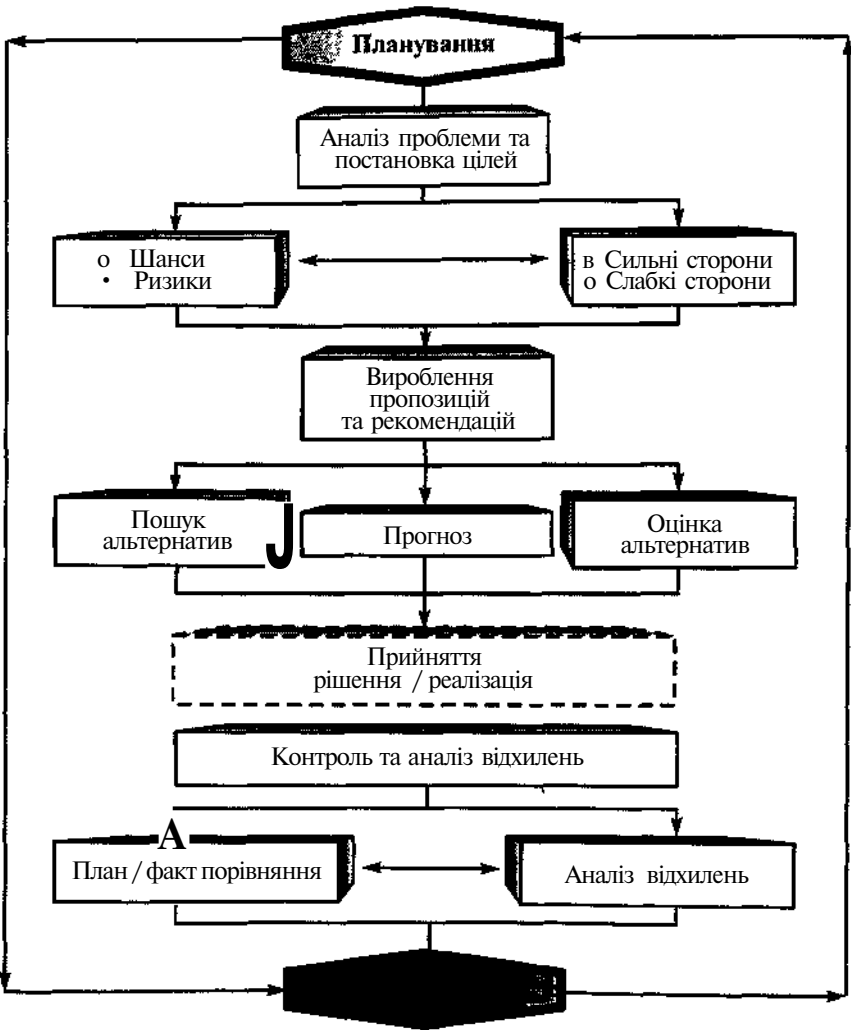 Планування
Аналіз проблеми та
постановка цілей
о Шанси
• Ризики
в Сильні сторони
о Слабкі сторони
Вироблення
пропозицій
та рекомендацій
Пошук
альтернатив
J
Прогноз
Оцінка
альтернатив
Прийняття
рішення / реалізація
Контроль та аналіз відхилень
А
План / факт порівняння
Аналіз відхилень